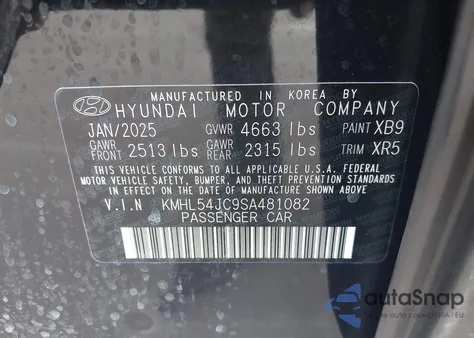 MANUFACTURED IN KOREA BY
HYUNDAI MOTOR COMPANY
JAN/2025 GVWR 4663 lbs PAINT XB9
GAWR FRONT 2513 lbs GAWR REAR 2315 lbs TRIM XR5
THIS VEHICLE CONFORMS TO ALL APPLICABLE U.S.A. FEDERAL
MOTOR VEHICLE SAFETY, BUMPER, AND THEFT PREVENTION STANDARDS
IN EFFECT ON THE DATE OF MANUFACTURE SHOWN ABOVE.
V.I.N KMHL54JC9SA481082
PASSENGER CAR
autoSnap